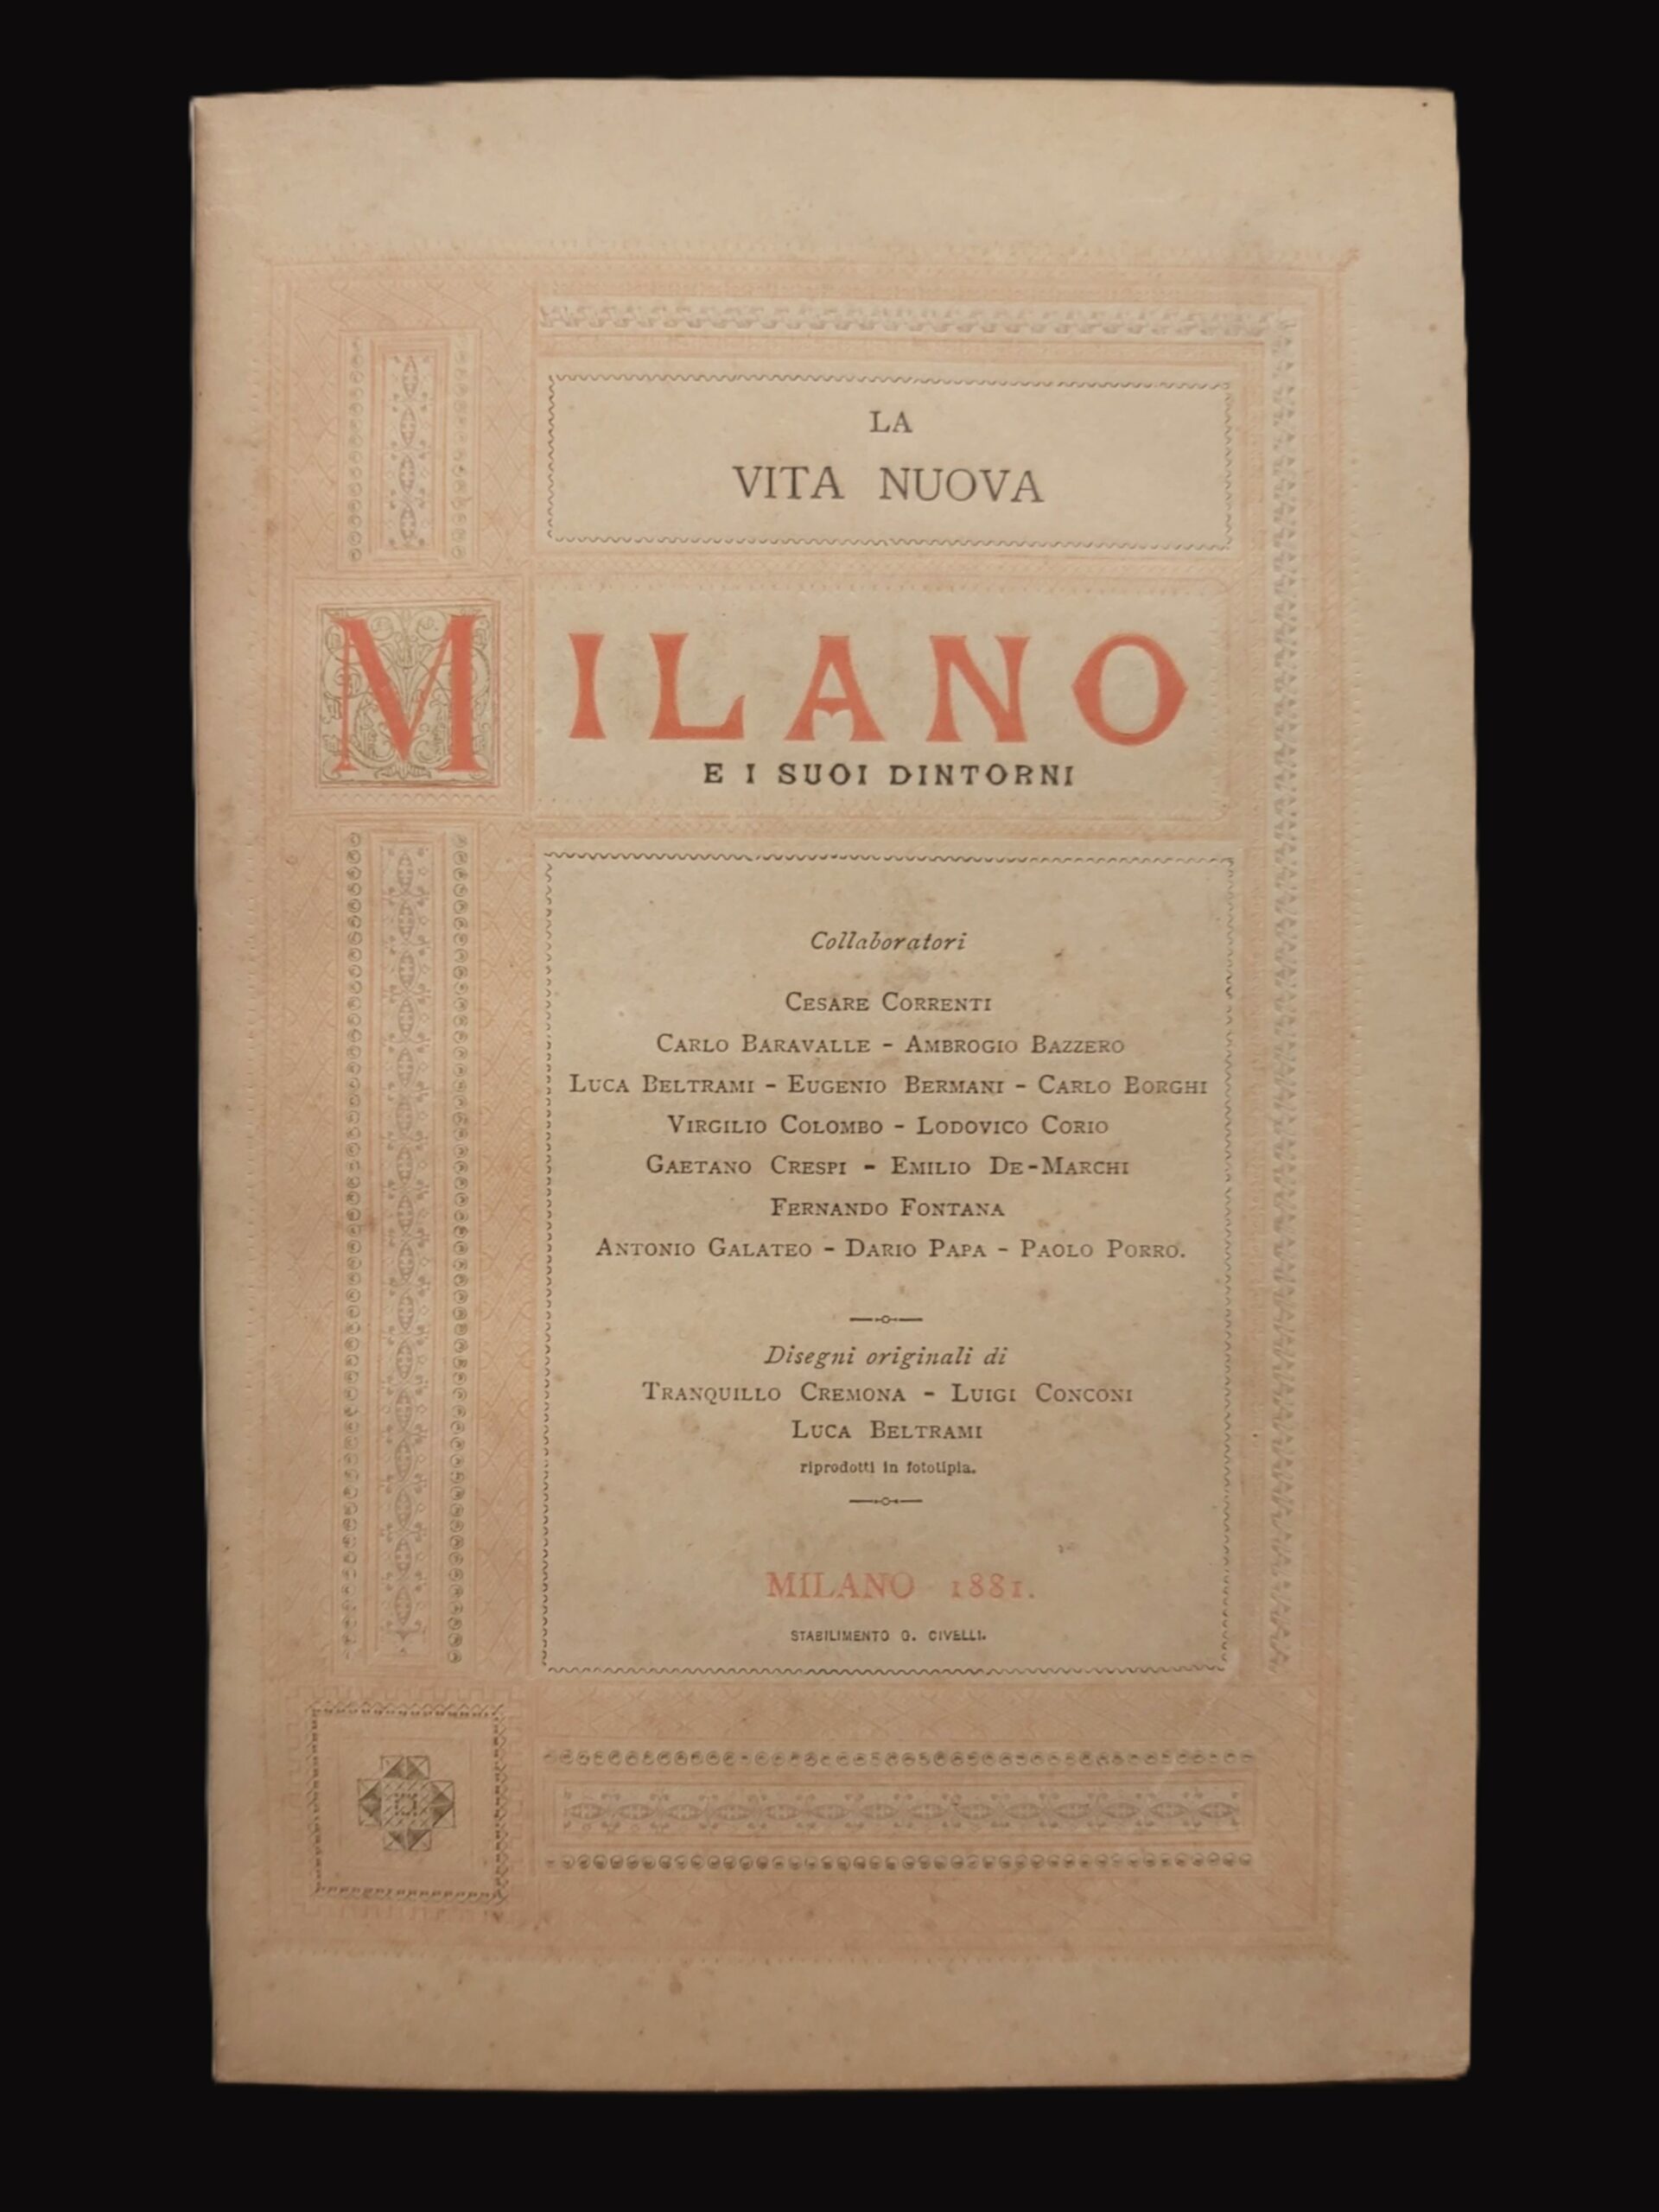 LA
VITA NUOVA
MILANO
E I SUOI DINTORNI
Collaboratori
CESARE CORRENTI
CARLO BARAVALLE - AMBROGIO BAZZERO
LUCA BELTRAMI - EUGENIO BERMANI - CARLO BORGHI
VIRGILIO COLOMBO - LODOVICO CORIO
GAETANO CRESPI - EMILIO DE-MARCHI
FERNANDO FONTANA
ANTONIO GALATEO - DARIO PAPA - PAOLO PORRO.
Disegni originali di
TRANQUILLO CREMONA - LUIGI CONCONI
LUCA BELTRAMI
riprodotti in fototipia.
MILANO 1881.
STABILIMENTO G. CIVELLI.